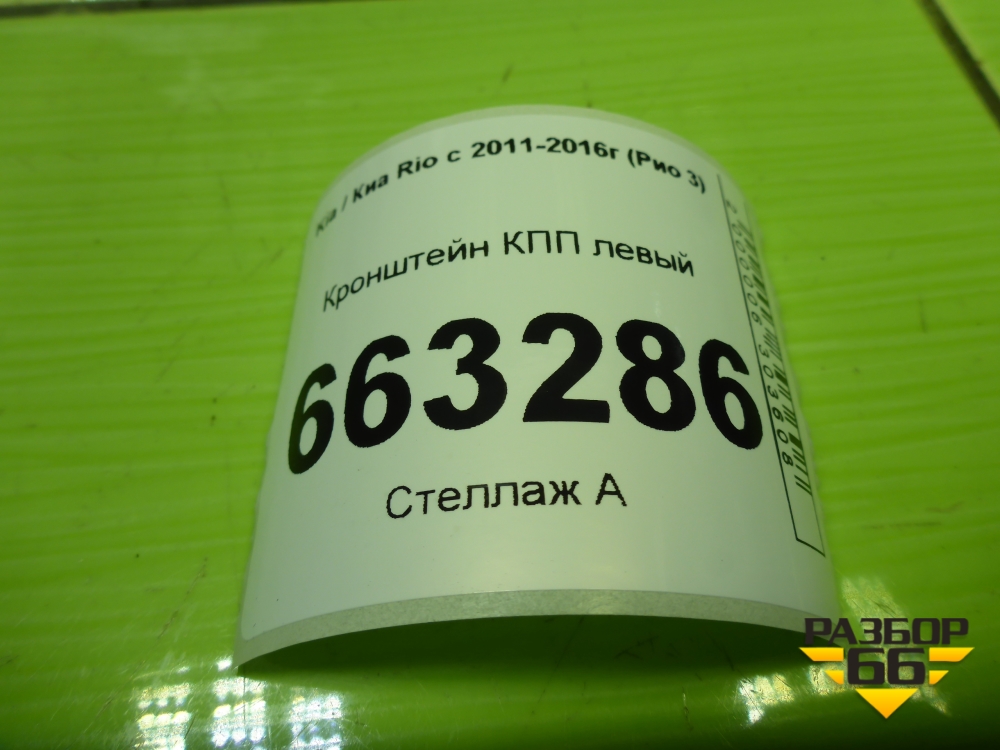 Kia / Киа Rio с 2011-2016г (Рио 3)
Кронштейн КПП левый
663286
Стеллаж А
РАЗБОР
66